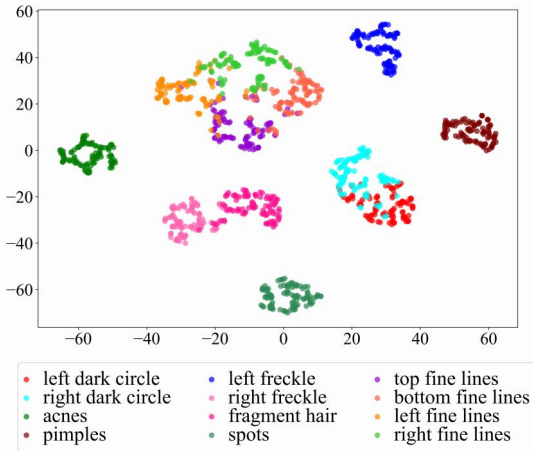 60
40
20
0
−20
−40
−60
−60 −40 −20 0 20 40 60
left dark circle left freckle top fine lines
right dark circle right freckle bottom fine lines
acnes fragment hair left fine lines
pimples spots right fine lines